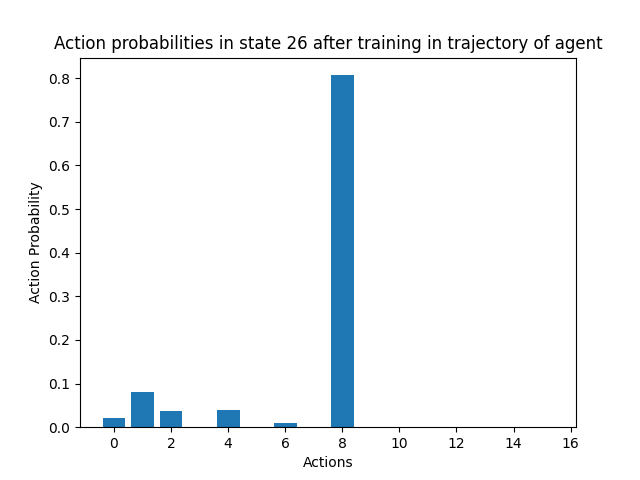 Action probabilities in state 26 after training in trajectory of agent
0.8
0.7
0.6
0.5
0.4
0.3
0.2
0.1
0.0
Action Probability
0 2 4 6 8 10 12 14 16
Actions